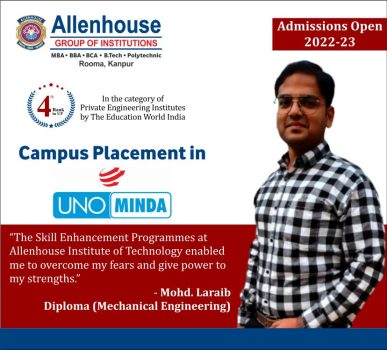 Allenhouse
GROUP OF INSTITUTIONS
MBA • BBA • BCA • B.Tech • Polytechnic
Rooma, Kanpur
Admissions Open
2022-23
4th
Rank
In the category of
Private Engineering Institutes
by The Education World India
Campus Placement in
UNO MINDA
“The Skill Enhancement Programmes at
Allenhouse Institute of Technology enabled
me to overcome my fears and give power to
my strengths.”
- Mohd. Laraib
Diploma (Mechanical Engineering)